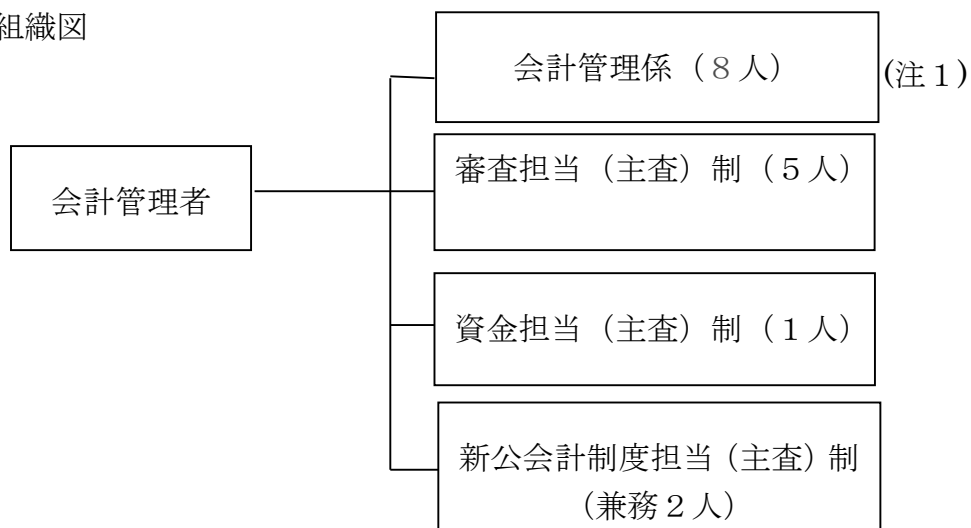 組織図
会計管理係（８人）
(注１)
会計管理者
審査担当（主査）制（５人）
資金担当（主査）制（１人）
新公会計制度担当（主査）制
（兼務２人）